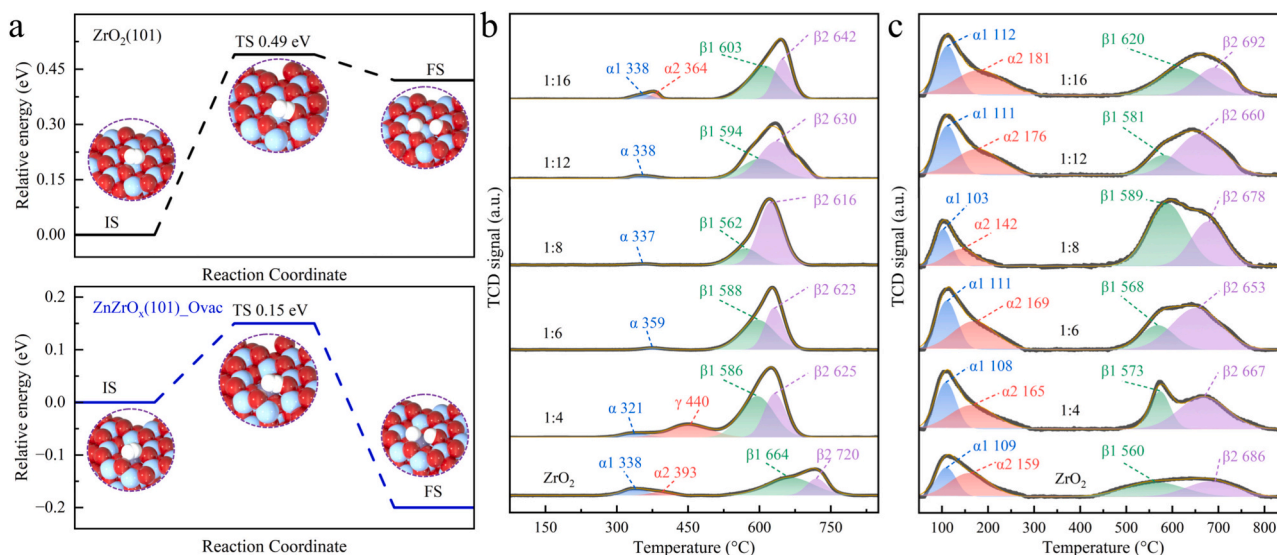 a
ZrO₂(101)
TS 0.49 eV
FS
IS
0.45
0.30
0.15
0.00
Relative energy (eV)
Reaction Coordinate
ZnZrOₓ(101)_Ovac
TS 0.15 eV
IS
FS
0.2
0.1
0.0
−0.1
−0.2
Relative energy (eV)
Reaction Coordinate
b
1:16
α1 338
α2 364
β1 603
β2 642
1:12
α 338
β1 594
β2 630
1:8
α 337
β1 562
β2 616
1:6
α 359
β1 588
β2 623
1:4
α 321
γ 440
β1 586
β2 625
ZrO₂
α1 338
α2 393
β1 664
β2 720
TCD signal (a.u.)
150 300 450 600 750
Temperature (°C)
c
α1 112
α2 181
1:16
β1 620
β2 692
α1 111
α2 176
1:12
β1 581
β2 660
α1 103
α2 142
1:8
β1 589
β2 678
α1 111
α2 169
1:6
β1 568
β2 653
α1 108
α2 165
1:4
β1 573
β2 667
α1 109
α2 159
ZrO₂
β1 560
β2 686
TCD signal (a.u.)
50 100 200 300 400 500 600 700 800
Temperature (°C)